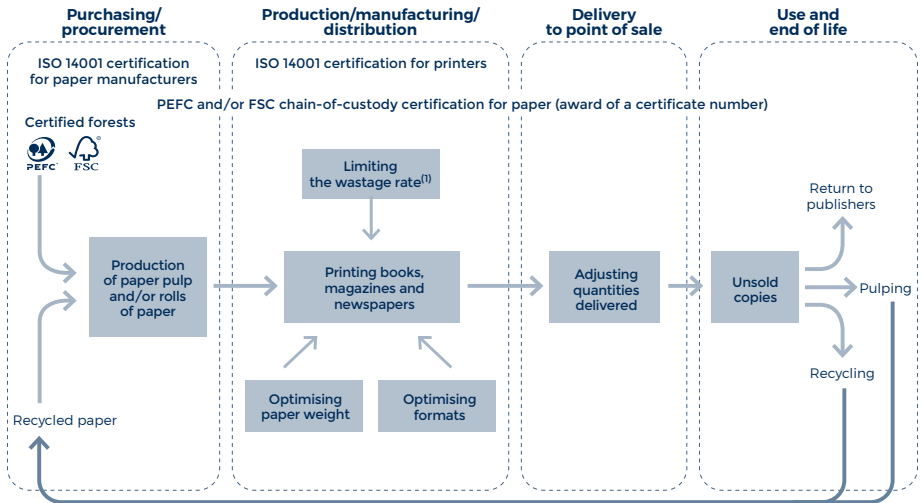 Purchasing/
procurement
Production/manufacturing/
distribution
Delivery
to point of sale
Use and
end of life
ISO 14001 certification
for paper manufacturers
ISO 14001 certification for printers
PEFC and/or FSC chain-of-custody certification for paper (award of a certificate number)
Certified forests
PEFC
FSC
Limiting
the wastage rate(1)
Return to
publishers
Production
of paper pulp
and/or rolls
of paper
Printing books,
magazines and
newspapers
Adjusting
quantities
delivered
Unsold
copies
Pulping
Recycling
Optimising
paper weight
Optimising
formats
Recycled paper